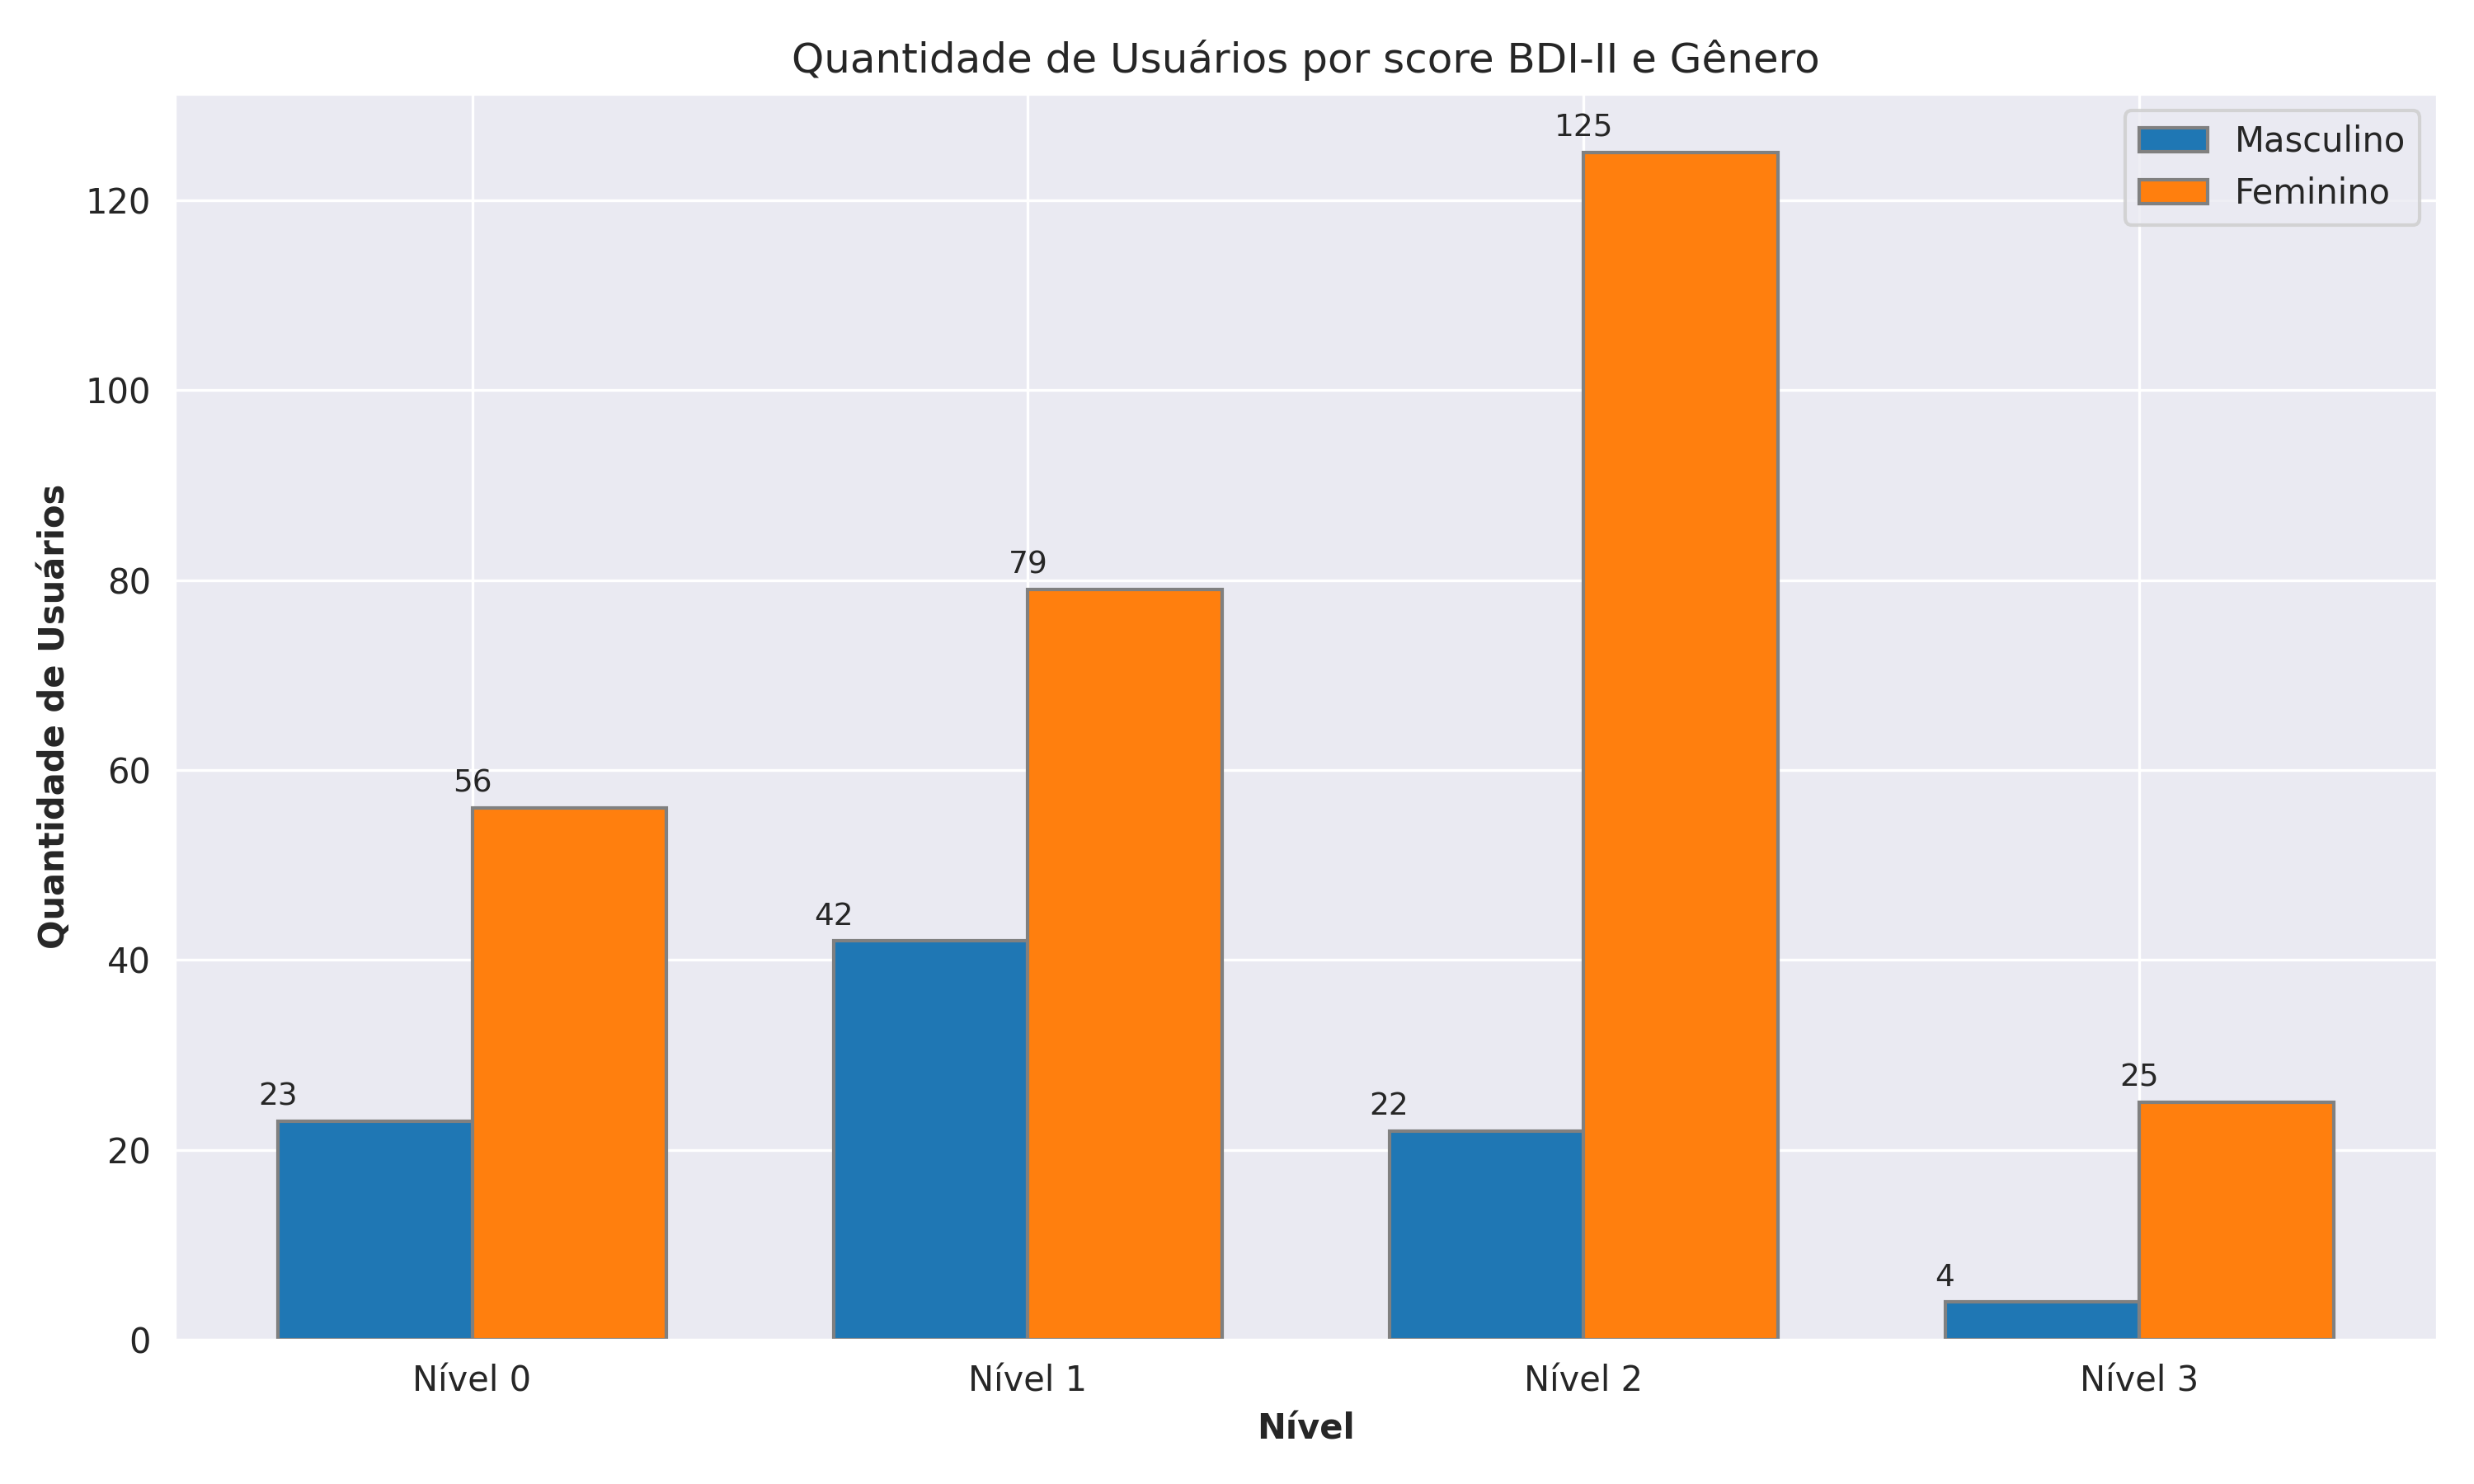 Quantidade de Usuários por score BDI-II e Gênero
Masculino
Feminino
Quantidade de Usuários
120
100
80
60
40
20
0
23
56
42
79
22
125
4
25
Nível 0
Nível 1
Nível 2
Nível 3
Nível